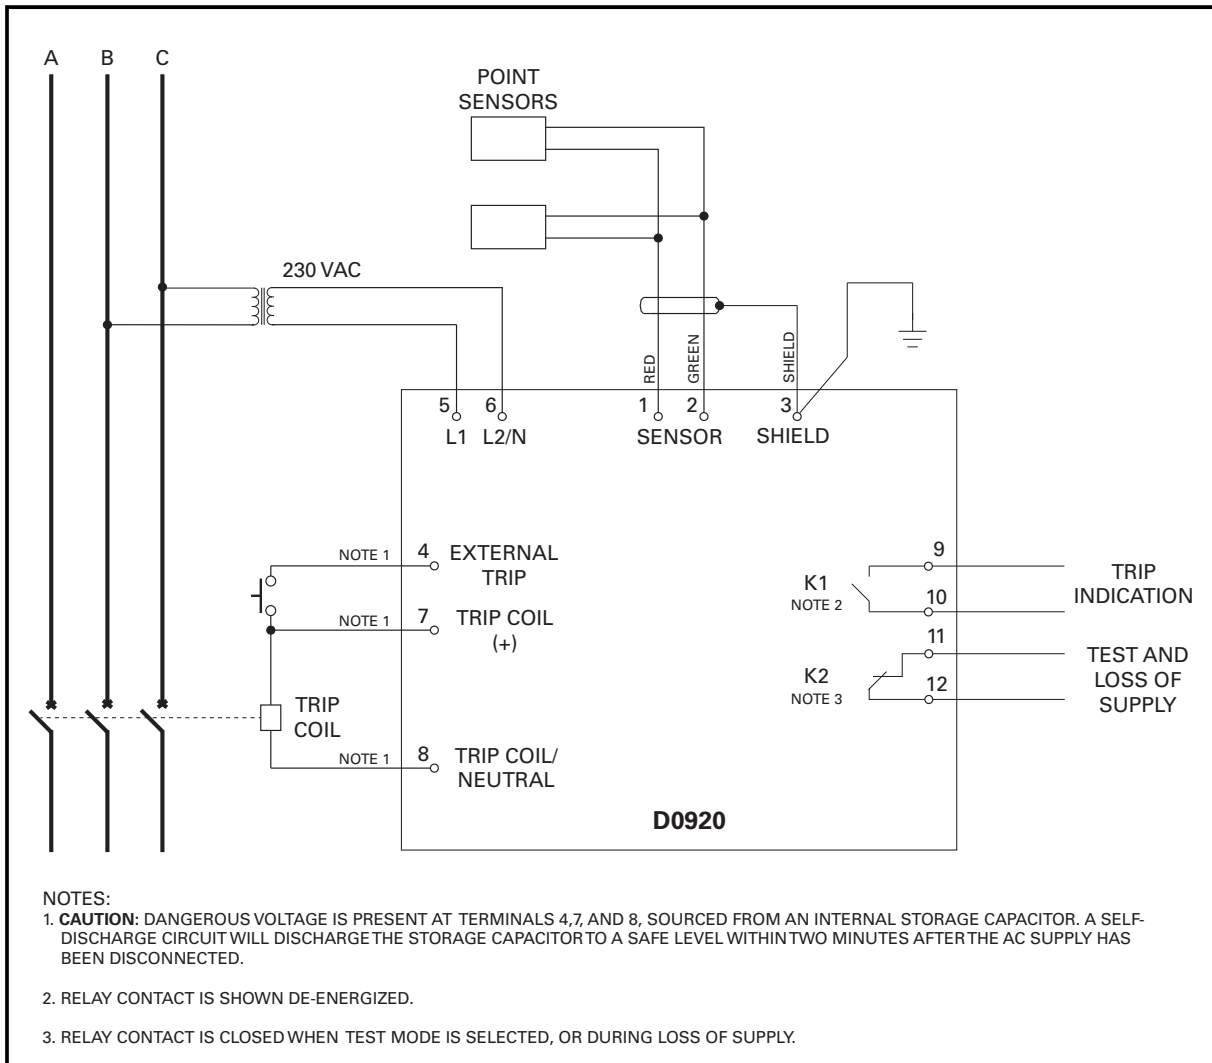 A B C
POINT
SENSORS
230 VAC
RED
GREEN
SHIELD
5 6 1 2 3
L1 L2/N SENSOR SHIELD
NOTE 1 4 EXTERNAL
TRIP
NOTE 1 7 TRIP COIL
(+)
TRIP
COIL
NOTE 1 8 TRIP COIL/
NEUTRAL
K1
NOTE 2
9
10
TRIP
INDICATION
K2
NOTE 3
11
12
TEST AND
LOSS OF
SUPPLY
D0920
NOTES:
1. CAUTION: DANGEROUS VOLTAGE IS PRESENT AT TERMINALS 4,7, AND 8, SOURCED FROM AN INTERNAL STORAGE CAPACITOR. A SELF-
DISCHARGE CIRCUIT WILL DISCHARGE THE STORAGE CAPACITOR TO A SAFE LEVEL WITHIN TWO MINUTES AFTER THE AC SUPPLY HAS
BEEN DISCONNECTED.
2. RELAY CONTACT IS SHOWN DE-ENERGIZED.
3. RELAY CONTACT IS CLOSED WHEN TEST MODE IS SELECTED, OR DURING LOSS OF SUPPLY.